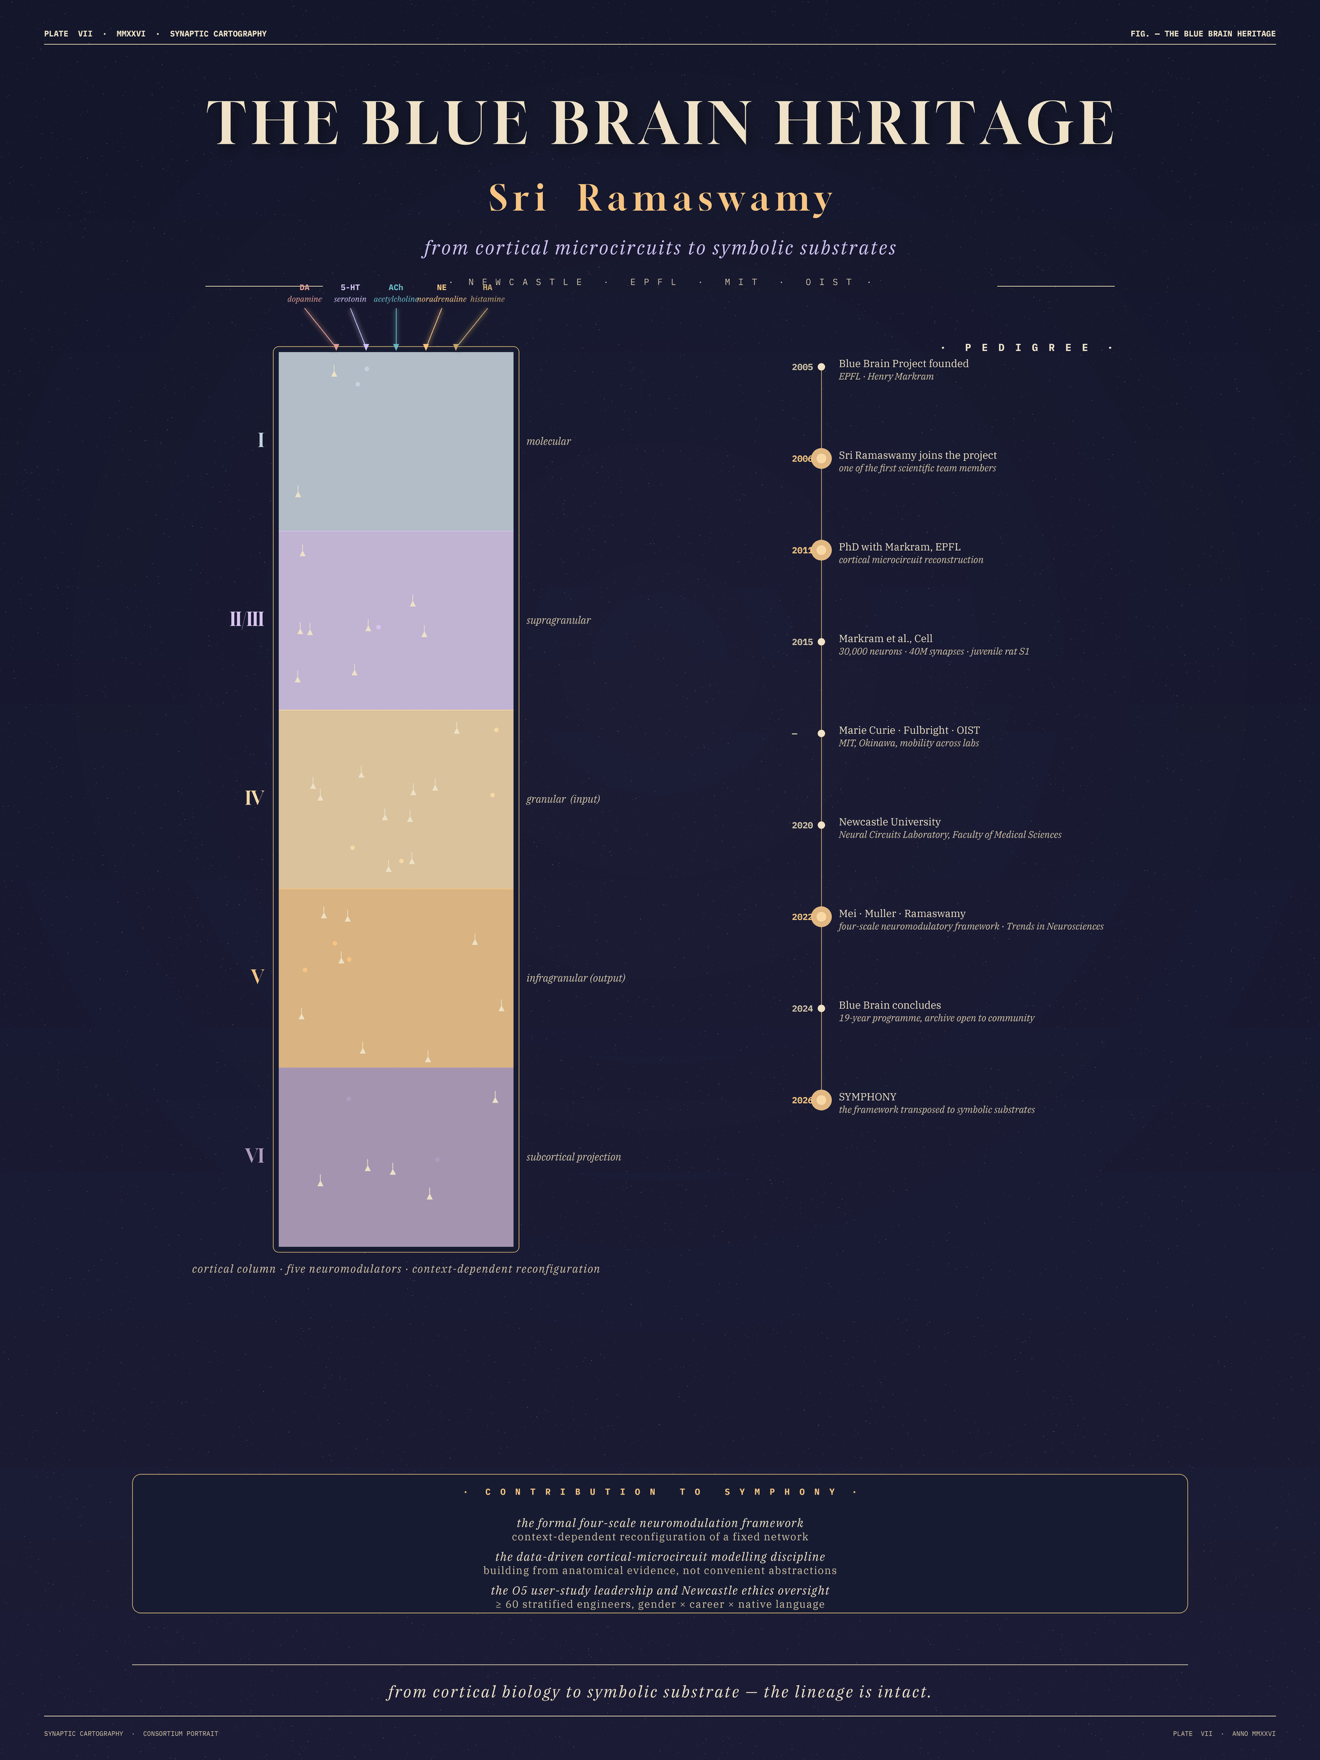 PLATE VII · MMXXVI · SYNAPTIC CARTOGRAPHY
FIG. — THE BLUE BRAIN HERITAGE
THE BLUE BRAIN HERITAGE
Sri Ramaswamy
from cortical microcircuits to symbolic substrates
· NEWCASTLE · EPFL · MIT · OIST ·
DA 5-HT ACh NE HA
dopamine serotonin acetylcholine noradrenaline histamine
I
molecular
II/III
supragranular
IV
granular (input)
V
infragranular (output)
VI
subcortical projection
cortical column · five neuromodulators · context-dependent reconfiguration
· PEDIGREE ·
2005 Blue Brain Project founded
EPFL · Henry Markram
2006 Sri Ramaswamy joins the project
one of the first scientific team members
2011 PhD with Markram, EPFL
cortical microcircuit reconstruction
2015 Markram et al., Cell
30,000 neurons · 40M synapses · juvenile rat S1
— Marie Curie · Fulbright · OIST
MIT, Okinawa, mobility across labs
2020 Newcastle University
Neural Circuits Laboratory, Faculty of Medical Sciences
2022 Mei · Muller · Ramaswamy
four-scale neuromodulatory framework · Trends in Neurosciences
2024 Blue Brain concludes
19-year programme, archive open to community
2026 SYMPHONY
the framework transposed to symbolic substrates
· CONTRIBUTION TO SYMPHONY ·
the formal four-scale neuromodulation framework
context-dependent reconfiguration of a fixed network
the data-driven cortical-microcircuit modelling discipline
building from anatomical evidence, not convenient abstractions
the O5 user-study leadership and Newcastle ethics oversight
≥ 60 stratified engineers, gender × career × native language
from cortical biology to symbolic substrate — the lineage is intact.
SYNAPTIC CARTOGRAPHY · CONSORTIUM PORTRAIT
PLATE VII · ANNO MMXXVI